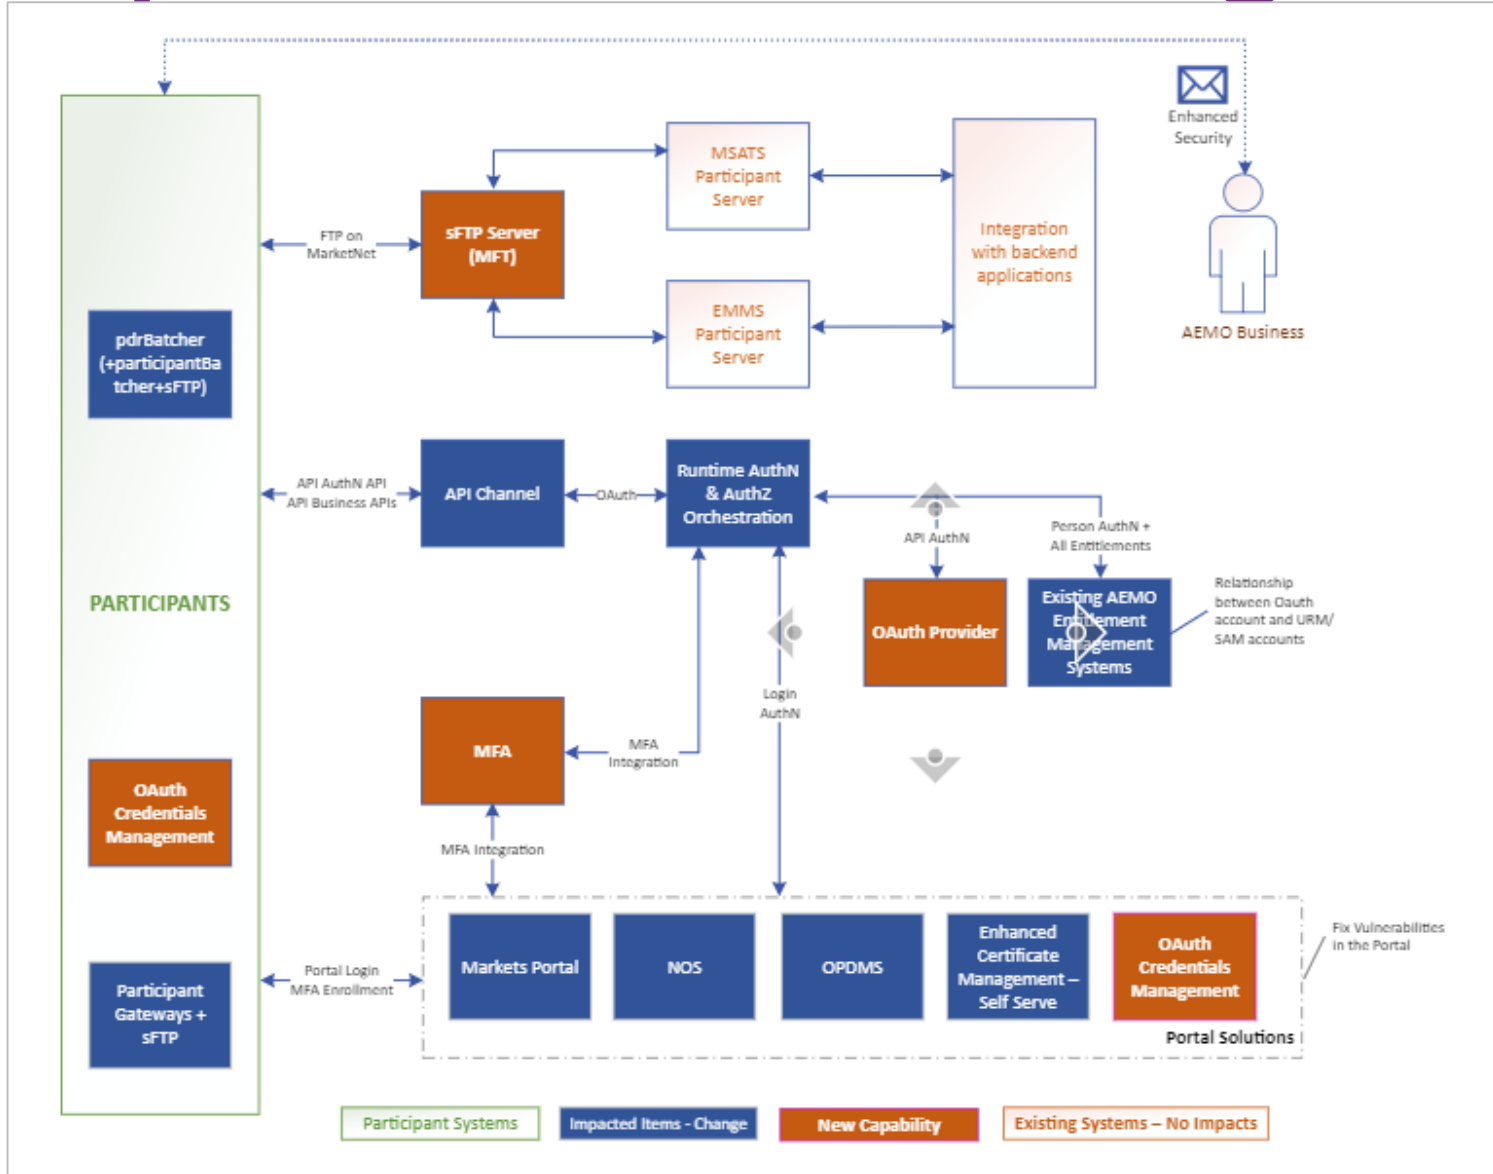 Enhanced
Security
AEMO Business
MSATS
Participant
Server
Integration
with backend
applications
sFTP Server
(MFT)
FTP on
MarketNet
EMMS
Participant
Server
pdrBatcher
(+participantBa
tcher+sFTP)
API AuthN API
API Business APIs
API Channel
OAuth
Runtime AuthN
& AuthZ
Orchestration
API AuthN
Person AuthN +
All Entitlements
PARTICIPANTS
OAuth Provider
Existing AEMO
Entitlement
Management
Systems
Relationship
between Oauth
account and URM/
SAM accounts
Login
AuthN
MFA
MFA
Integration
OAuth
Credentials
Management
MFA Integration
Participant
Gateways +
sFTP
Portal Login
MFA Enrollment
Markets Portal
NOS
OPDMS
Enhanced
Certificate
Management –
Self Serve
OAuth
Credentials
Management
Portal Solutions
Fix Vulnerabilities
in the Portal
Participant Systems
Impacted Items - Change
New Capability
Existing Systems – No Impacts